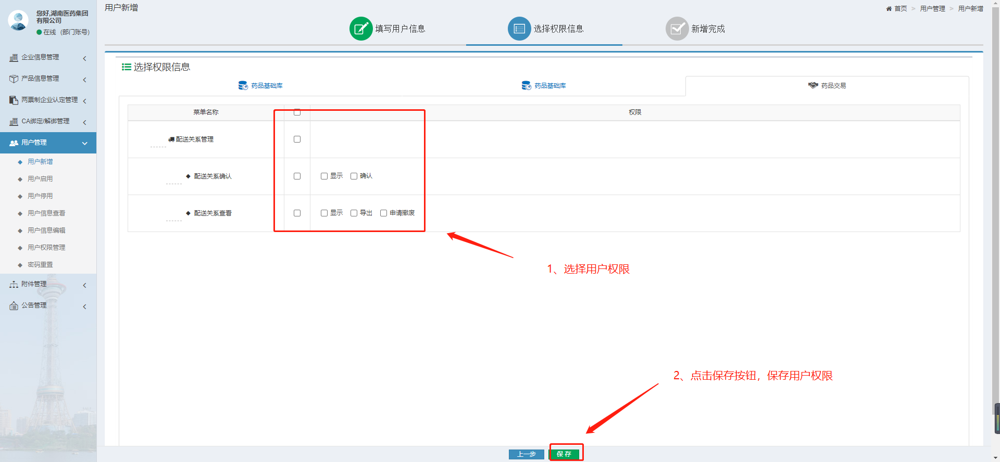 您好,湖南医药集团
有限公司
在线 (部门账号)
企业信息管理
产品信息管理
两票制企业认定管理
CA绑定/解绑管理
用户管理
用户新增
用户启用
用户停用
用户信息查看
用户信息编辑
用户权限管理
密码重置
附件管理
公告管理
用户新增
首页 > 用户管理 > 用户新增
填写用户信息
选择权限信息
新增完成
选择权限信息
药品基础库
药品基础库
药品交易
菜单名称 权限
配送关系管理
配送关系确认 显示 确认
配送关系查看 显示 导出 申请撤废
1、选择用户权限
2、点击保存按钮，保存用户权限
上一步
保存